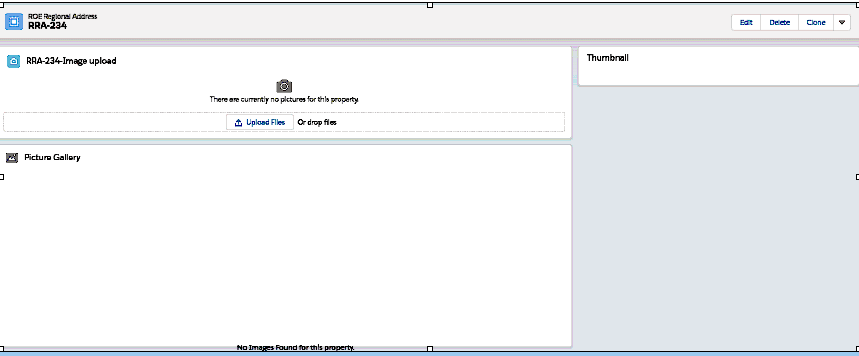 ROE Regional Address
RRA-234
Edit
Delete
Clone
RRA-234-Image upload
Thumbnail
There are currently no pictures for this property.
Upload Files Or drop files
Picture Gallery
No Images Found for this property.